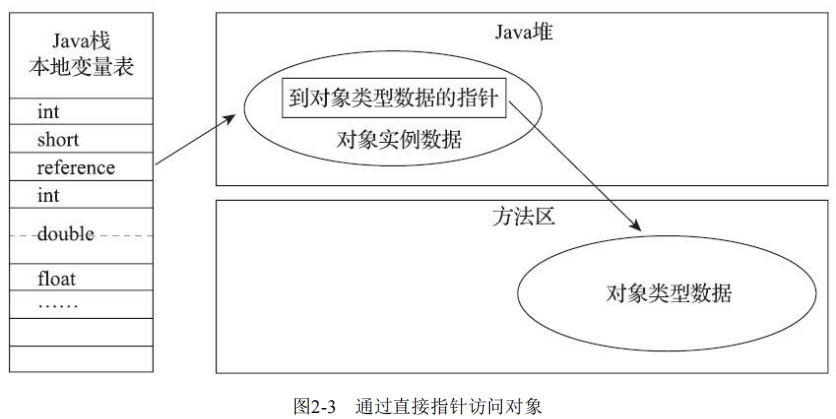 Java栈
本地变量表
int
short
reference
int
double
float
……
Java堆
到对象类型数据的指针
对象实例数据
方法区
对象类型数据
图2-3 通过直接指针访问对象